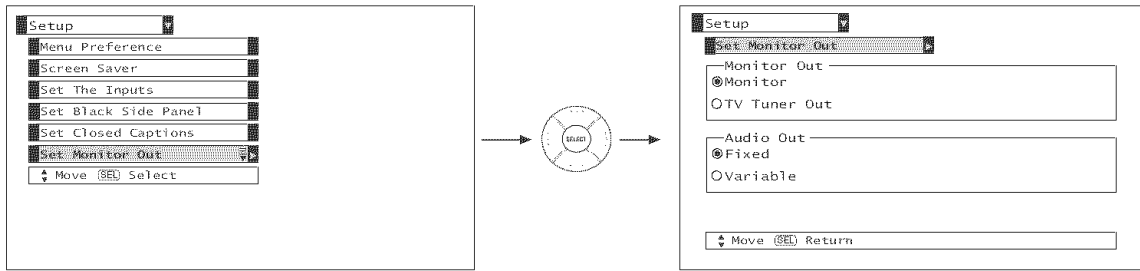 Setup
Menu Preference
Screen Saver
Set The Inputs
Set Black Side Panel
Set Closed Captions
Set Monitor Out
Move SEL Select
SELECT
Setup
Set Monitor Out
Monitor Out
Monitor
TV Tuner Out
Audio Out
Fixed
Variable
Move SEL Return